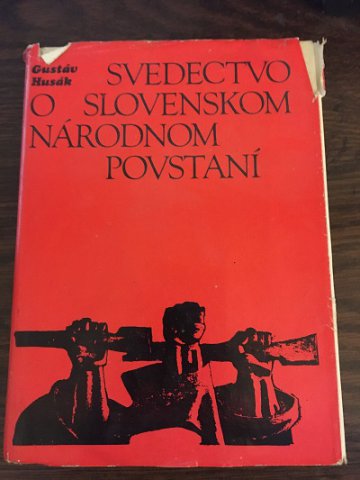 Gustáv
Husák
SVEDECTVO
O SLOVENSKOM
NÁRODNOM
POVSTANÍ